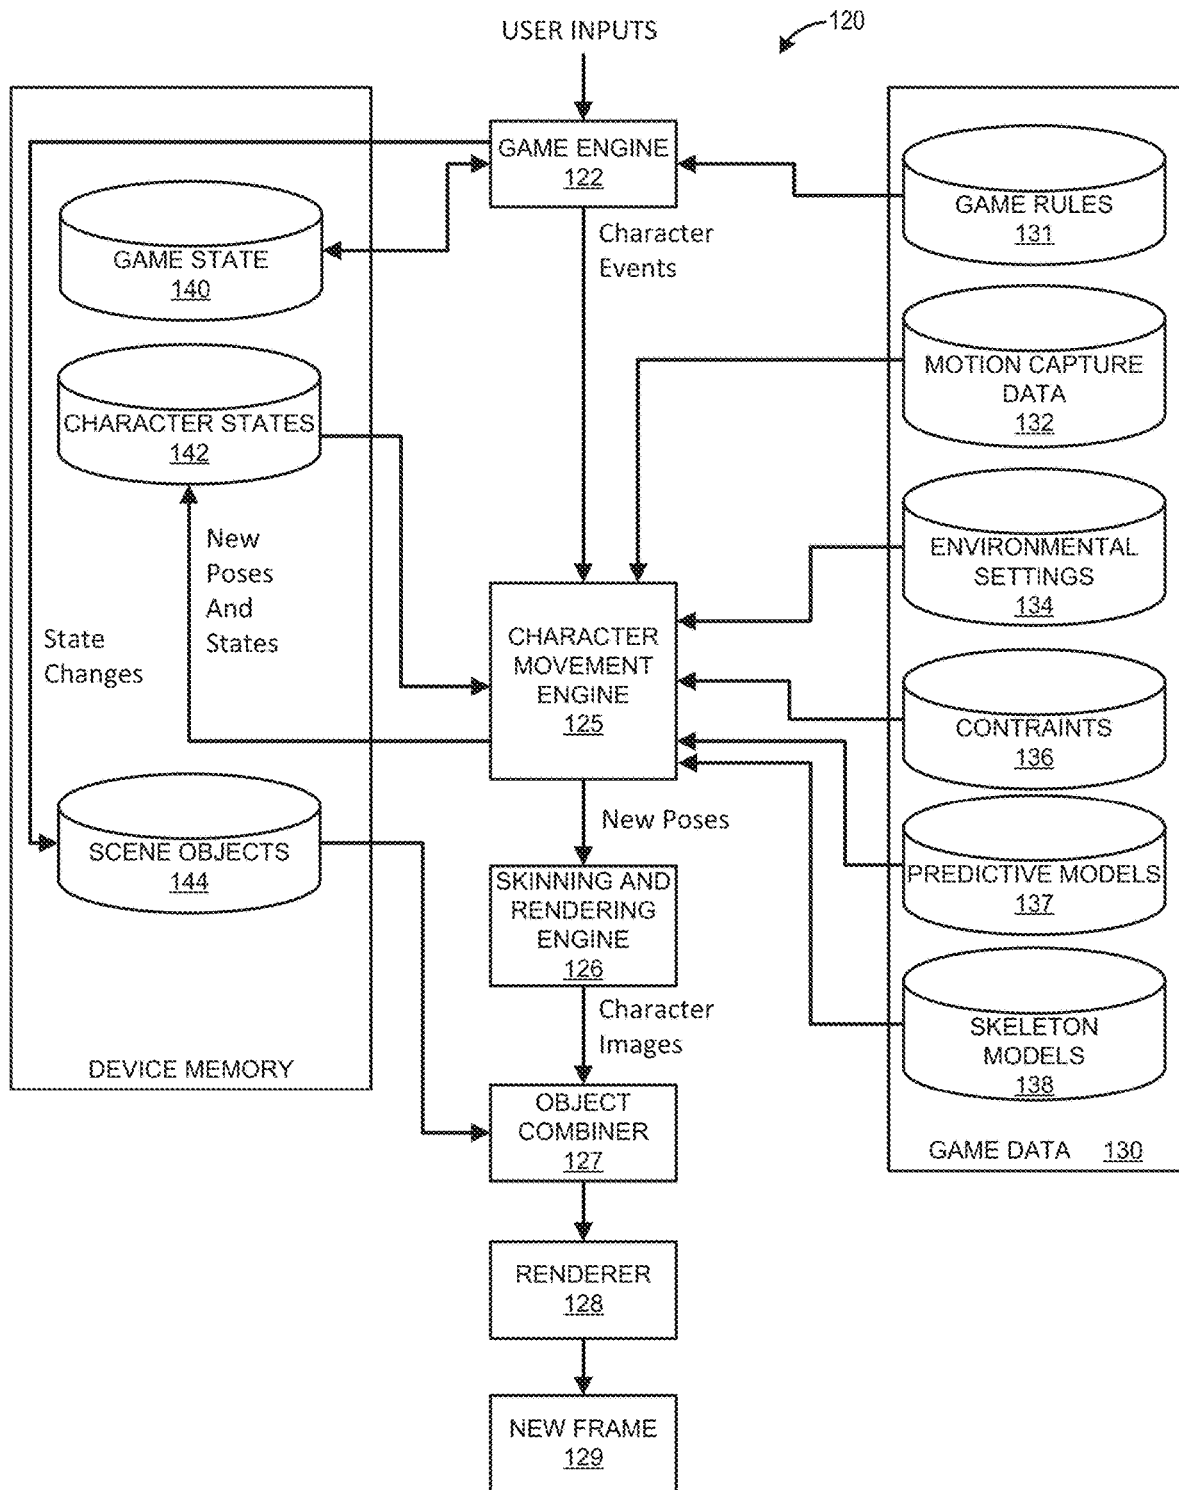 120
USER INPUTS
GAME ENGINE
122
GAME RULES
131
Character
Events
GAME STATE
140
MOTION CAPTURE
DATA
132
CHARACTER STATES
142
New
Poses
And
States
ENVIRONMENTAL
SETTINGS
134
State
Changes
CHARACTER
MOVEMENT
ENGINE
125
CONTRAINTS
136
New Poses
SCENE OBJECTS
144
PREDICTIVE MODELS
137
SKINNING AND
RENDERING
ENGINE
126
Character
Images
SKELETON
MODELS
138
DEVICE MEMORY
OBJECT
COMBINER
127
GAME DATA 130
RENDERER
128
NEW FRAME
129